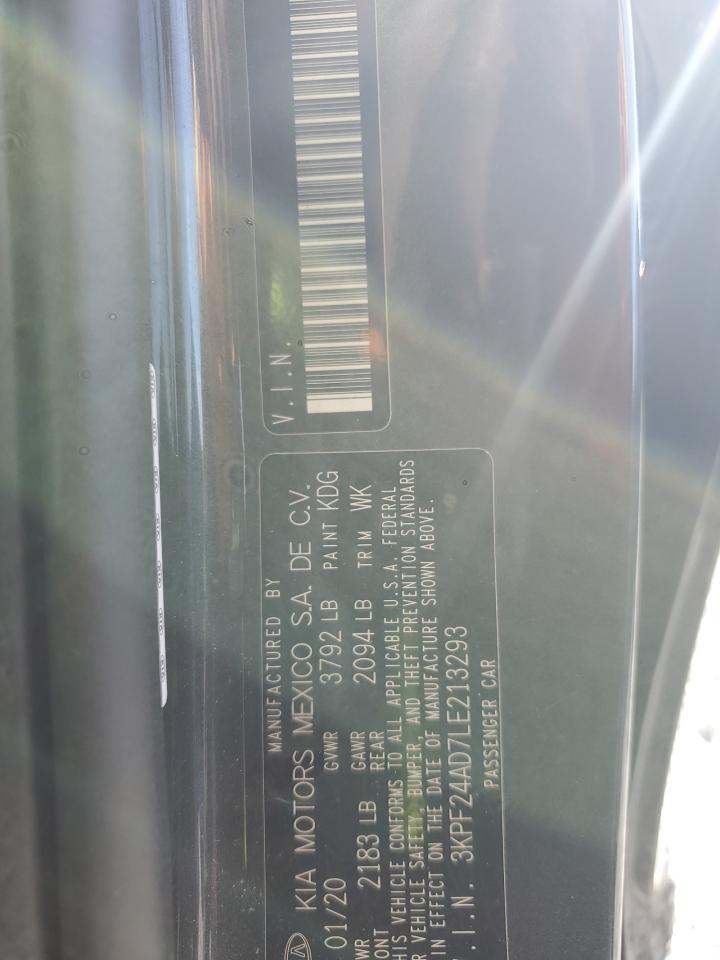 V.I.N.
MANUFACTURED BY
KIA MOTORS MEXICO S.A. DE C.V.
01/20 GVWR 3792 LB PAINT KDG
WR 2183 LB GAWR 2094 LB TRIM WK
ONT REAR
HIS VEHICLE CONFORMS TO ALL APPLICABLE U.S.A. FEDERAL
R VEHICLE SAFETY, BUMPER, AND THEFT PREVENTION STANDARDS
IN EFFECT ON THE DATE OF MANUFACTURE SHOWN ABOVE.
.I.N. 3KPF24AD7LE213293
PASSENGER CAR